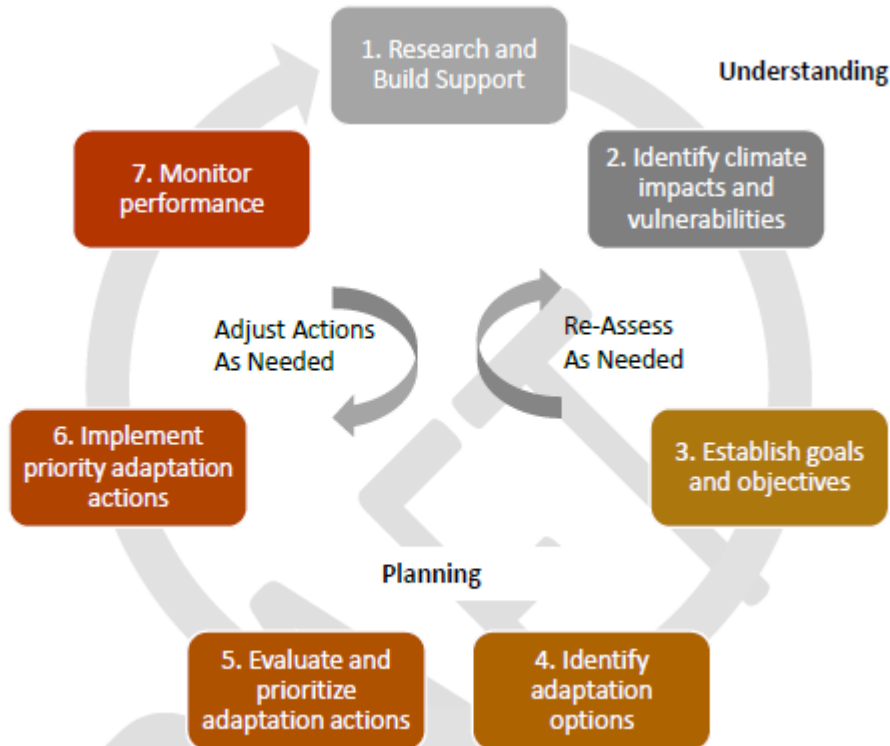 1. Research and
Build Support
Understanding
2. Identify climate
impacts and
vulnerabilities
3. Establish goals
and objectives
4. Identify
adaptation
options
5. Evaluate and
prioritize
adaptation actions
Planning
6. Implement
priority adaptation
actions
7. Monitor
performance
Adjust Actions
As Needed
Re-Assess
As Needed